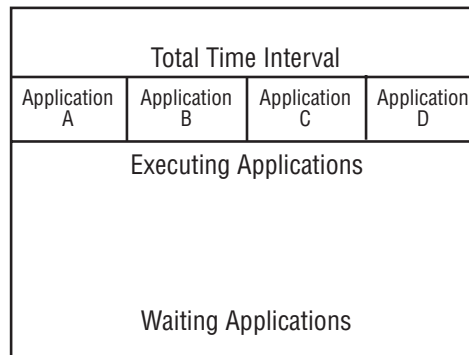 Total Time Interval
Application Application Application Application
A B C D
Executing Applications
Waiting Applications